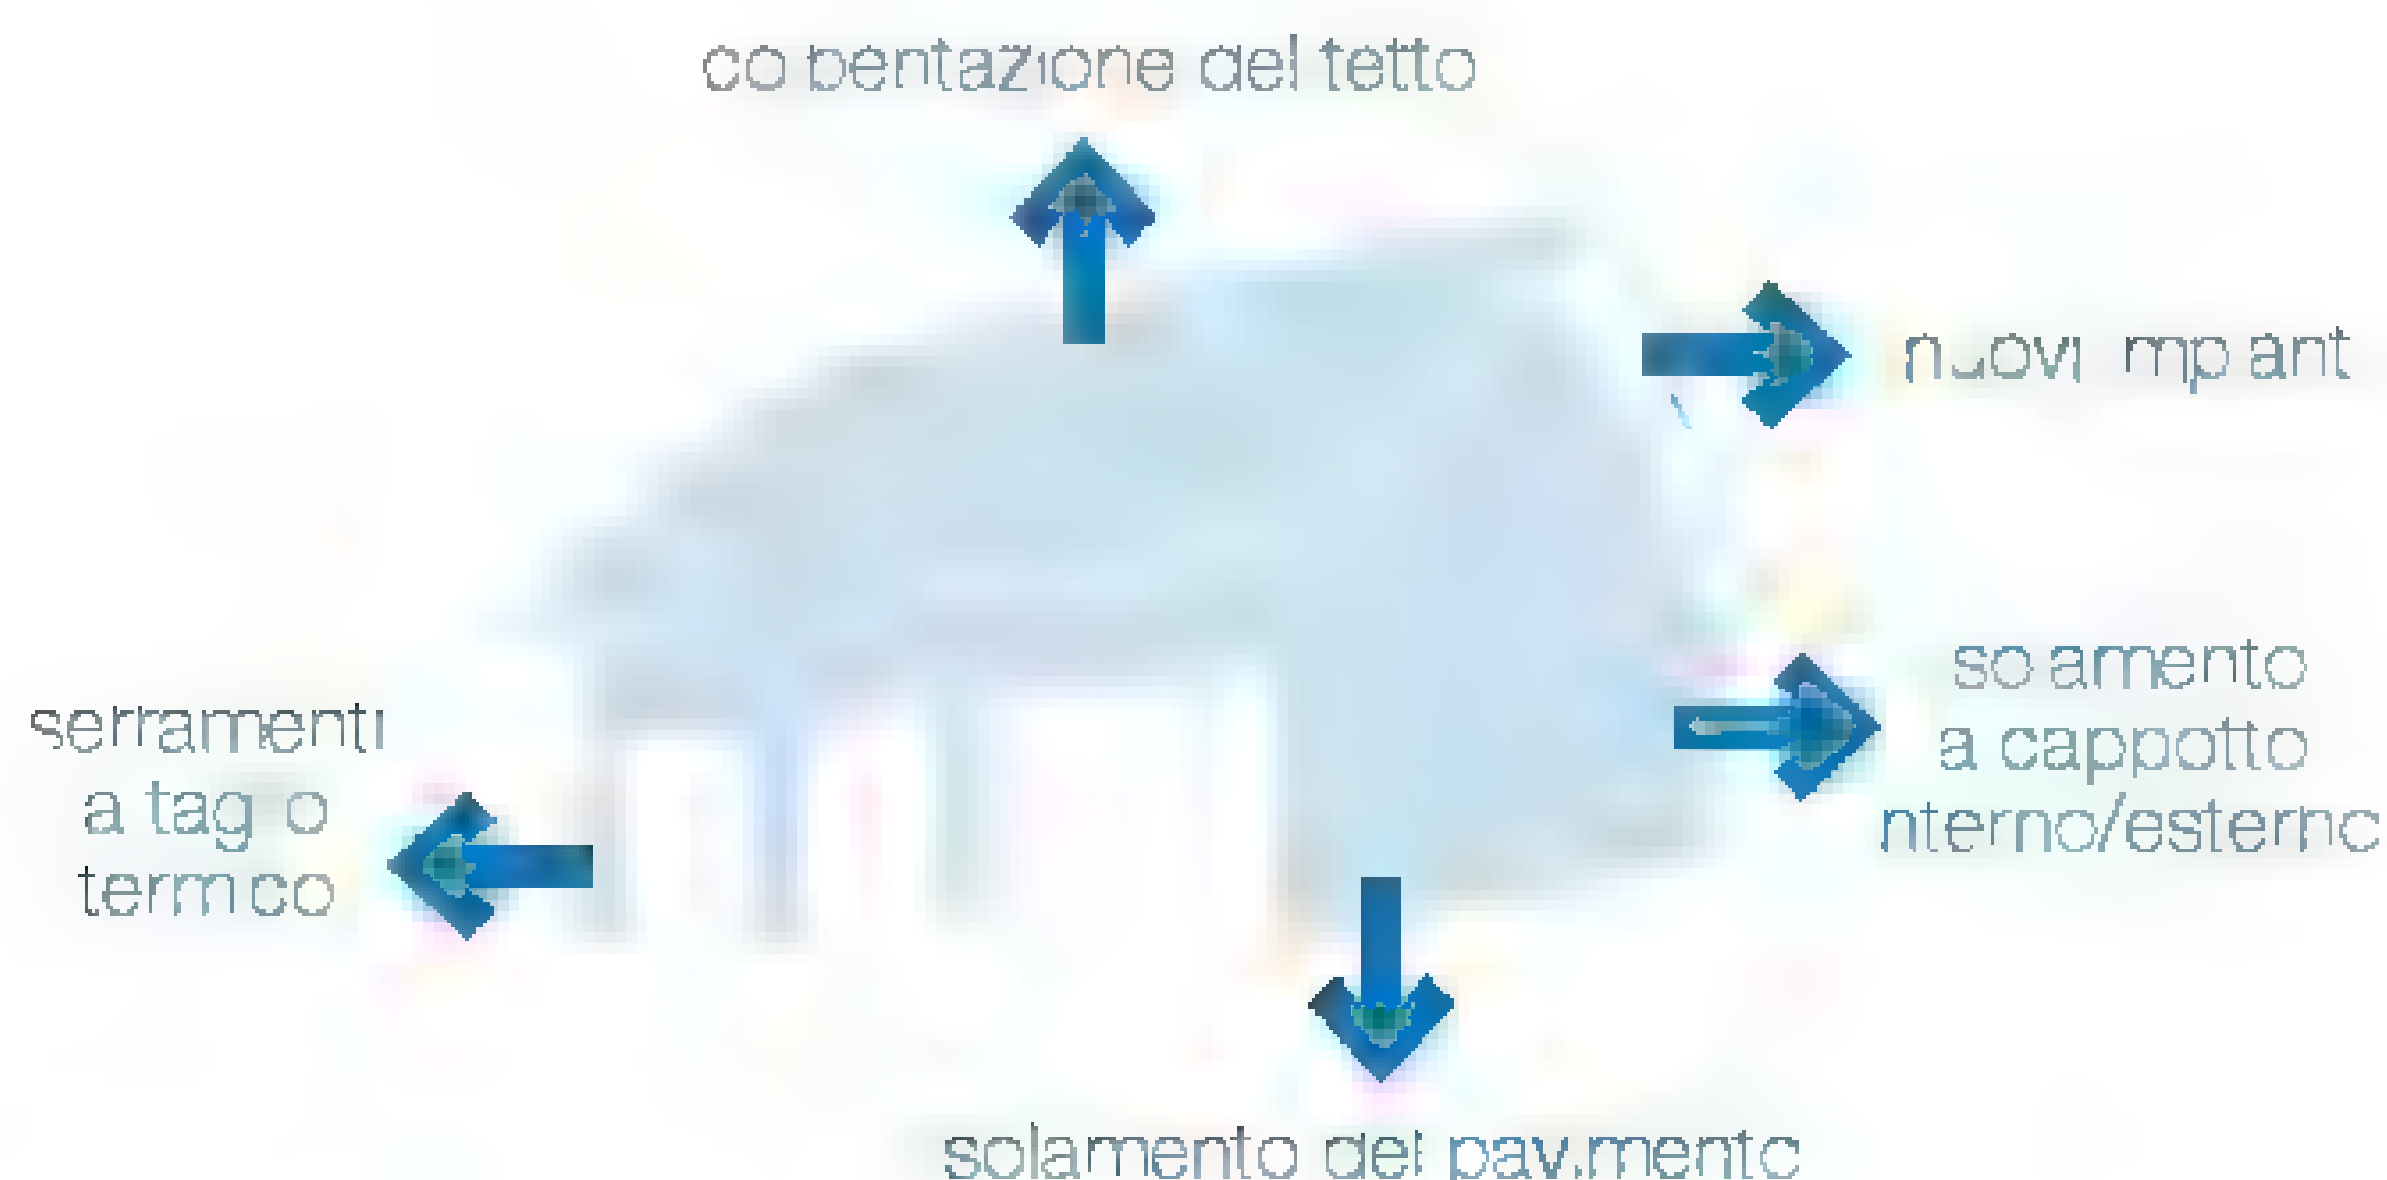 coibentazione del tetto
nuovi impianti
isolamento
a cappotto
interno/esterno
serramenti
a taglio
termico
isolamento del pavimento